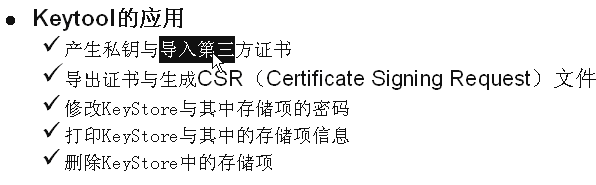 ● Keytool的应用
✓产生私钥与导入第三方证书
✓导出证书与生成CSR（Certificate Signing Request）文件
✓修改KeyStore与其中存储项的密码
✓打印KeyStore与其中的存储项信息
✓删除KeyStore中的存储项